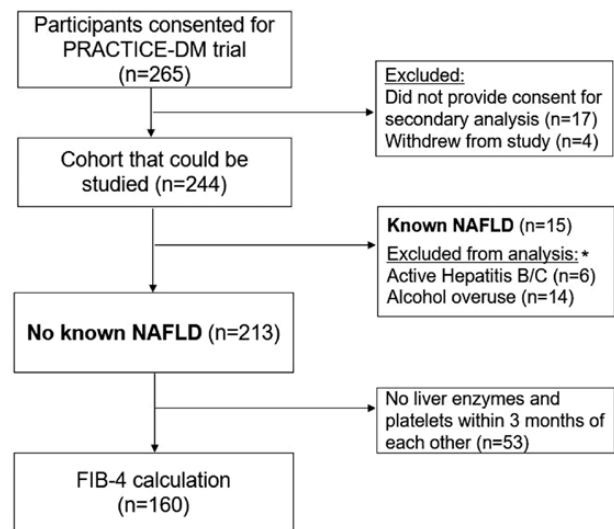 Participants consented for
PRACTICE-DM trial
(n=265)
Excluded:
Did not provide consent for
secondary analysis (n=17)
Withdrew from study (n=4)
Cohort that could be
studied (n=244)
Known NAFLD (n=15)
Excluded from analysis: *
Active Hepatitis B/C (n=6)
Alcohol overuse (n=14)
No known NAFLD (n=213)
No liver enzymes and
platelets within 3 months of
each other (n=53)
FIB-4 calculation
(n=160)